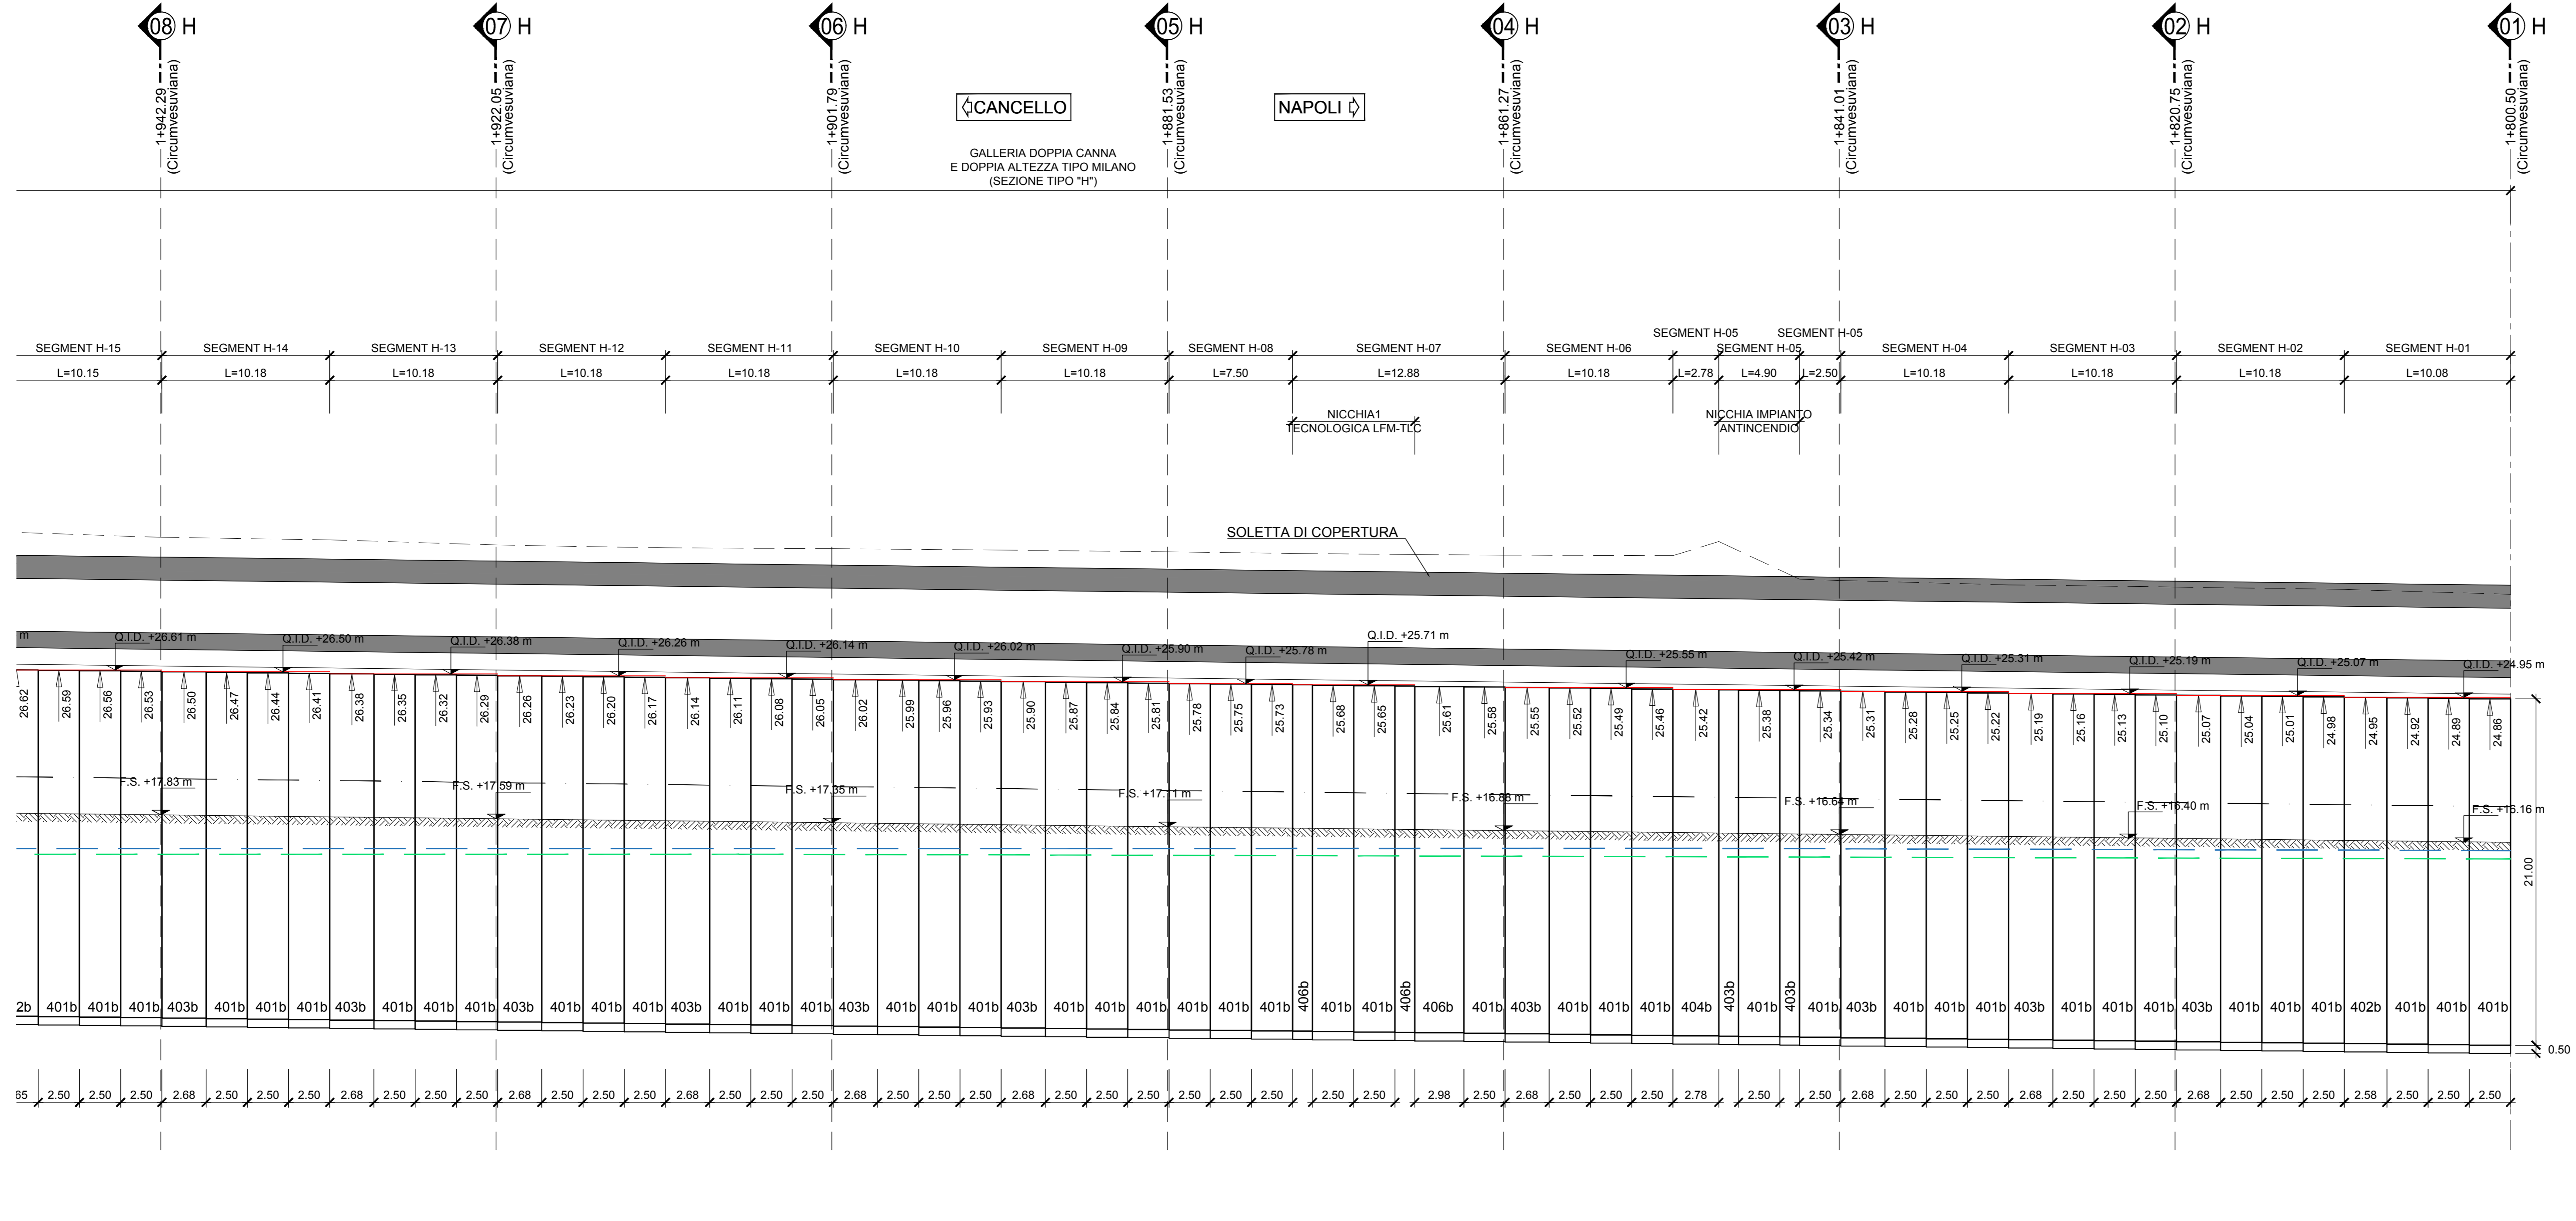 08 H
07 H
06 H
05 H
04 H
03 H
02 H
01 H
1+942.29
(Circumvesuviana)
1+922.05
(Circumvesuviana)
1+901.79
(Circumvesuviana)
1+881.53
(Circumvesuviana)
1+861.27
(Circumvesuviana)
1+841.01
(Circumvesuviana)
1+820.75
(Circumvesuviana)
1+800.50
(Circumvesuviana)
CANCELLO
NAPOLI
GALLERIA DOPPIA CANNA
E DOPPIA ALTEZZA TIPO MILANO
(SEZIONE TIPO "H")
SEGMENT H-05 SEGMENT H-05
SEGMENT H-15 SEGMENT H-14 SEGMENT H-13 SEGMENT H-12 SEGMENT H-11 SEGMENT H-10 SEGMENT H-09 SEGMENT H-08 SEGMENT H-07 SEGMENT H-06 SEGMENT H-05 SEGMENT H-04 SEGMENT H-03 SEGMENT H-02 SEGMENT H-01
L=10.15 L=10.18 L=10.18 L=10.18 L=10.18 L=10.18 L=10.18 L=7.50 L=12.88 L=10.18 L=2.78 L=4.90 L=2.50 L=10.18 L=10.18 L=10.18 L=10.08
NICCHIA1
TECNOLOGICA LFM-TLC
NICCHIA IMPIANTO
ANTINCENDIO
SOLETTA DI COPERTURA
m
Q.I.D. +26.61 m
Q.I.D. +26.50 m
Q.I.D. +26.38 m
Q.I.D. +26.26 m
Q.I.D. +26.14 m
Q.I.D. +26.02 m
Q.I.D. +25.90 m
Q.I.D. +25.78 m
Q.I.D. +25.71 m
Q.I.D. +25.55 m
Q.I.D. +25.42 m
Q.I.D. +25.31 m
Q.I.D. +25.19 m
Q.I.D. +25.07 m
Q.I.D. +24.95 m
26.62 26.59 26.56 26.53 26.50 26.47 26.44 26.41 26.38 26.35 26.32 26.29 26.26 26.23 26.20 26.17 26.14 26.11 26.08 26.05 26.02 25.99 25.96 25.93 25.90 25.87 25.84 25.81 25.78 25.75 25.73 25.68 25.65 25.61 25.58 25.55 25.52 25.49 25.46 25.42 25.38 25.34 25.31 25.28 25.25 25.22 25.19 25.16 25.13 25.10 25.07 25.04 25.01 24.98 24.95 24.92 24.89 24.86
F.S. +17.83 m
F.S. +17.59 m
F.S. +17.35 m
F.S. +17.11 m
F.S. +16.88 m
F.S. +16.64 m
F.S. +16.40 m
F.S. +16.16 m
21.00
2b 401b 401b 401b 403b 401b 401b 401b 403b 401b 401b 401b 403b 401b 401b 401b 403b 401b 401b 401b 403b 401b 401b 401b 403b 401b 401b 401b 401b 401b 401b 406b 401b 401b 406b 406b 401b 403b 401b 401b 401b 404b 403b 401b 403b 401b 403b 401b 401b 401b 403b 401b 401b 401b 403b 401b 401b 401b 402b 401b 401b 401b
0.50
65 2.50 2.50 2.50 2.68 2.50 2.50 2.50 2.68 2.50 2.50 2.50 2.68 2.50 2.50 2.50 2.68 2.50 2.50 2.50 2.68 2.50 2.50 2.50 2.68 2.50 2.50 2.50 2.50 2.50 2.50 2.50 2.50 2.98 2.50 2.68 2.50 2.50 2.50 2.78 2.50 2.50 2.68 2.50 2.50 2.50 2.68 2.50 2.50 2.50 2.68 2.50 2.50 2.50 2.58 2.50 2.50 2.50